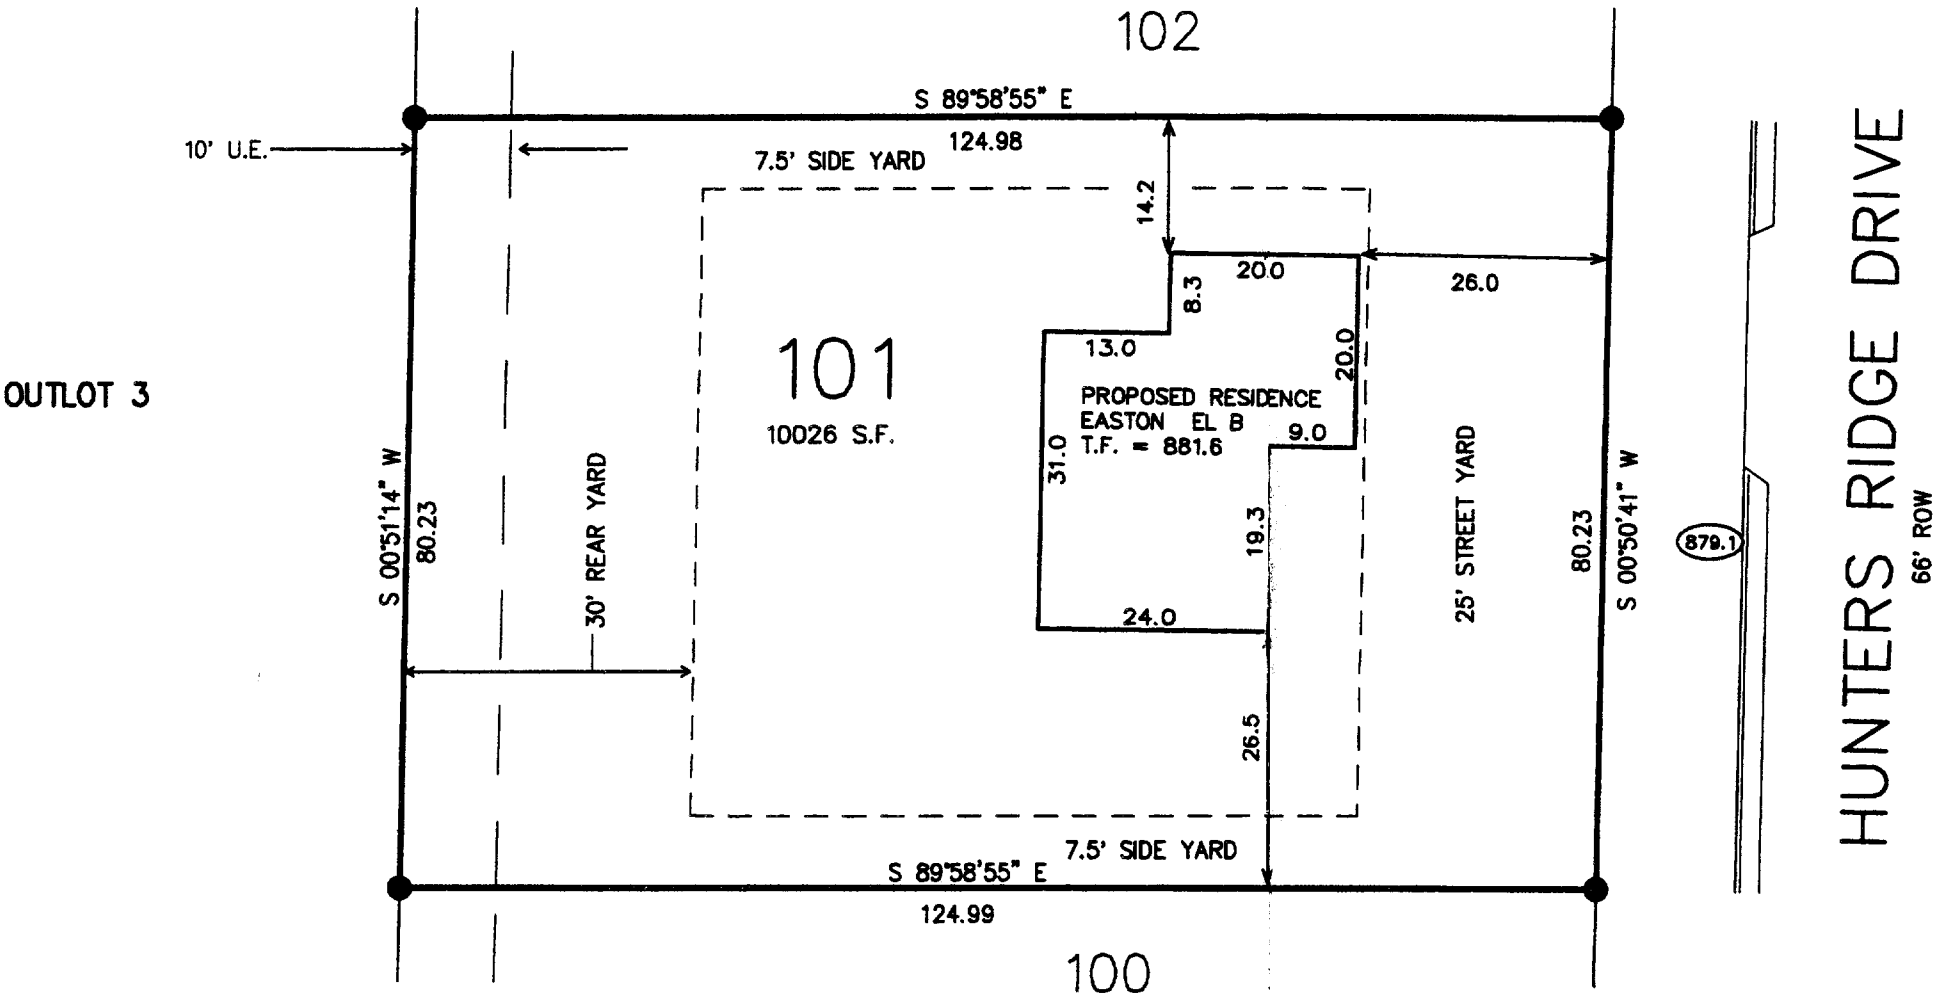 102
S 89°58'55" E
124.98
10' U.E.
7.5' SIDE YARD
14.2
20.0
26.0
8.3
13.0
20.0
101
10026 S.F.
PROPOSED RESIDENCE
EASTON EL B
T.F. = 881.6
9.0
31.0
19.3
24.0
26.5
OUTLOT 3
S 00°51'14" W
80.23
30' REAR YARD
25' STREET YARD
80.23
S 00°50'41" W
879.1
HUNTERS RIDGE DRIVE
66' ROW
7.5' SIDE YARD
S 89°58'55" E
124.99
100